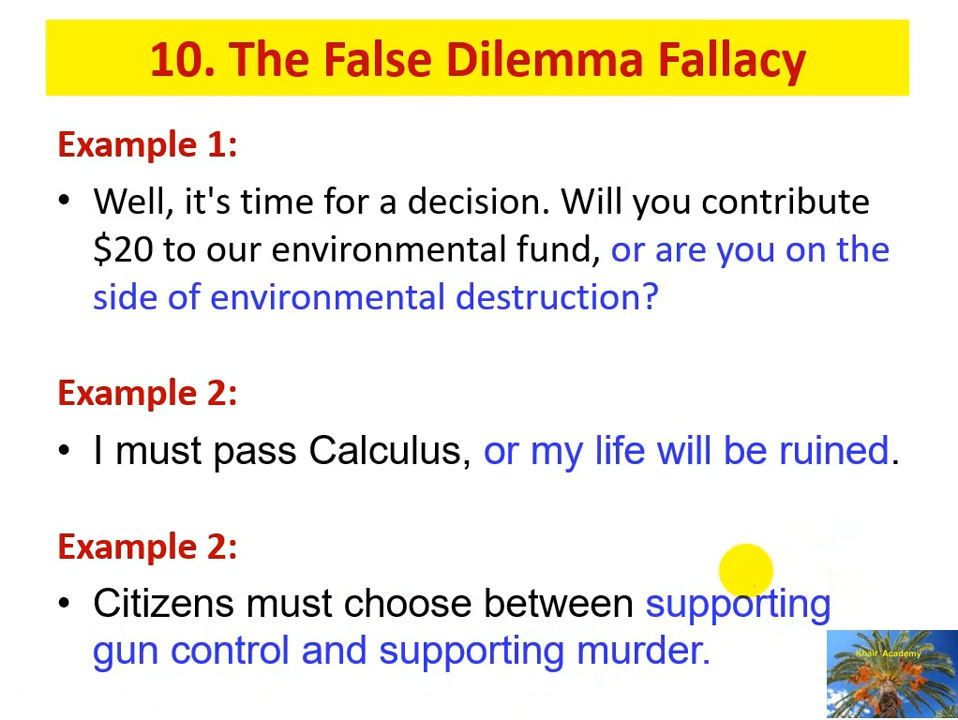 10. The False Dilemma Fallacy
Example 1:
• Well, it's time for a decision. Will you contribute
$20 to our environmental fund, or are you on the
side of environmental destruction?
Example 2:
• I must pass Calculus, or my life will be ruined.
Example 2:
• Citizens must choose between supporting
gun control and supporting murder.
Khair Academy